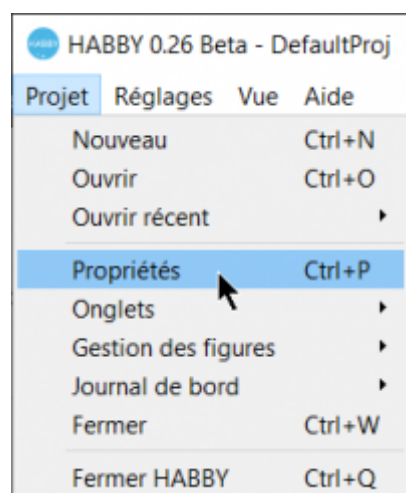 HABBY HABBY 0.26 Beta - DefaultProj
Projet Réglages Vue Aide
Nouveau Ctrl+N
Ouvrir Ctrl+O
Ouvrir récent
Propriétés Ctrl+P
Onglets
Gestion des figures
Journal de bord
Fermer Ctrl+W
Fermer HABBY Ctrl+Q